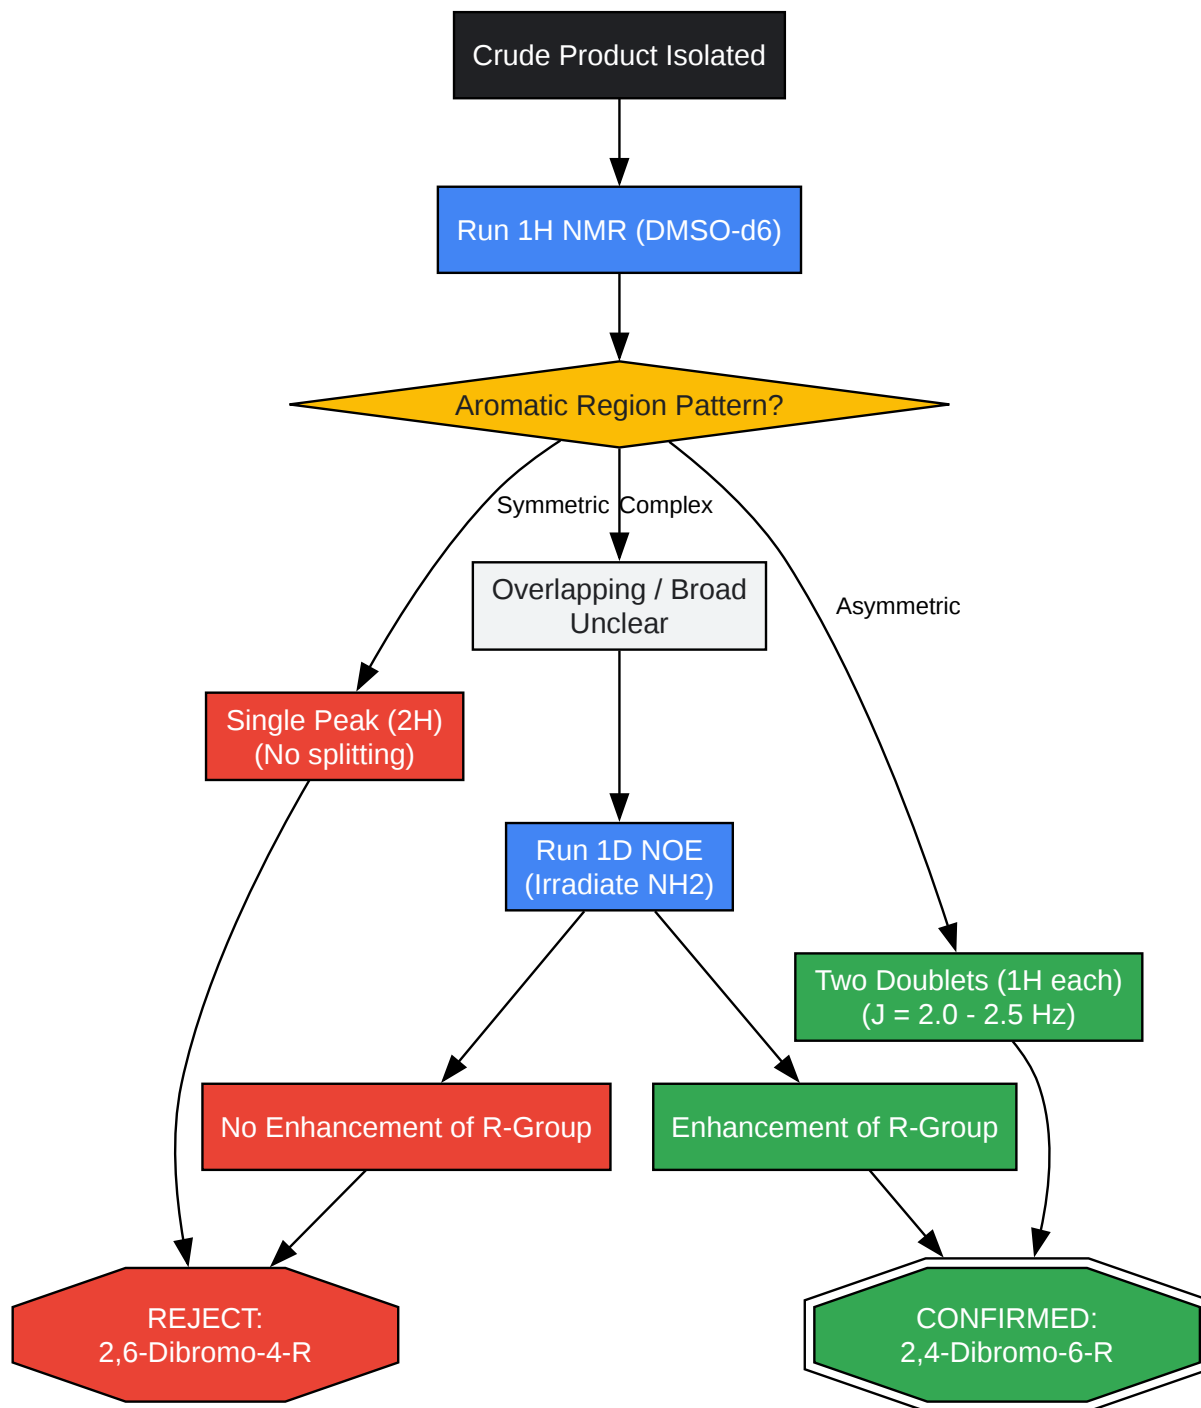 Crude Product Isolated
Run 1H NMR (DMSO-d6)
Aromatic Region Pattern?
Symmetric
Complex
Overlapping / Broad
Unclear
Asymmetric
Single Peak (2H)
(No splitting)
Run 1D NOE
(Irradiate NH2)
Two Doublets (1H each)
(J = 2.0 - 2.5 Hz)
No Enhancement of R-Group
Enhancement of R-Group
REJECT:
2,6-Dibromo-4-R
CONFIRMED:
2,4-Dibromo-6-R